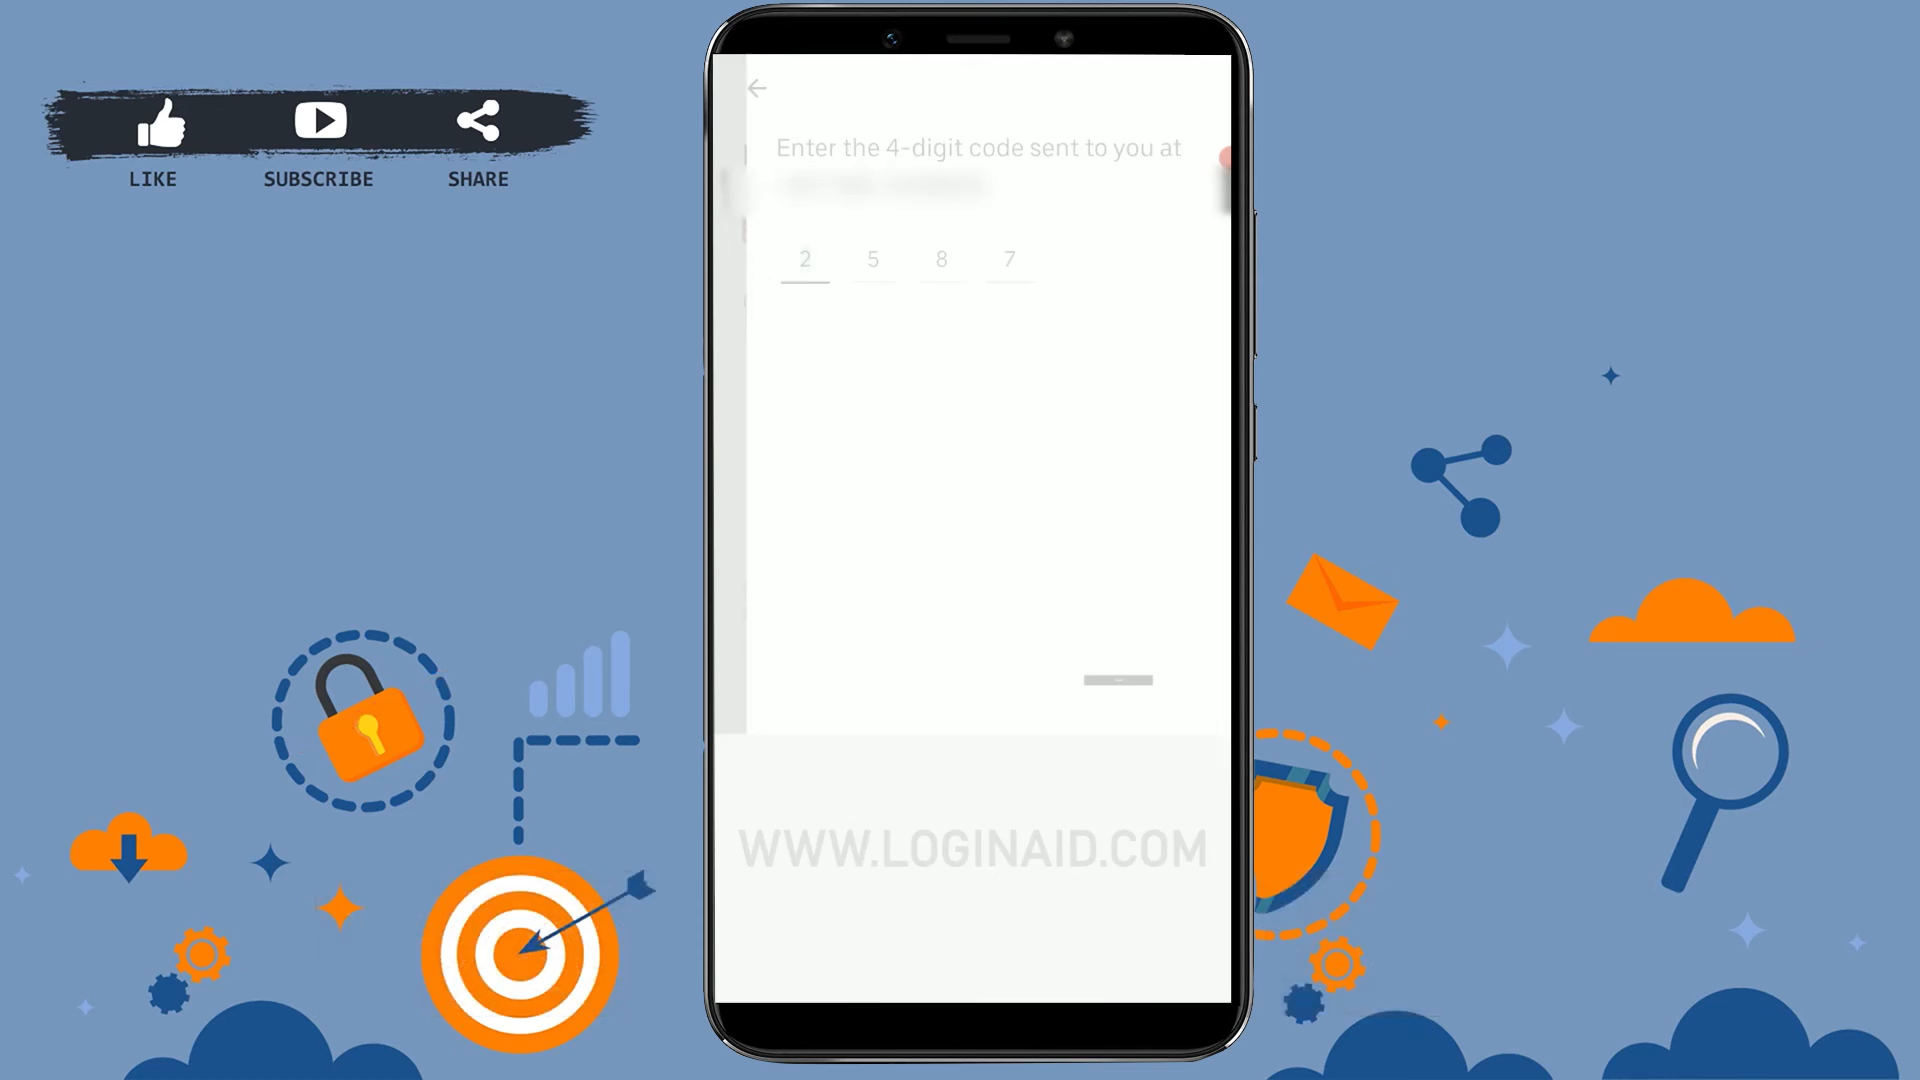 LIKE SUBSCRIBE SHARE
Enter the 4-digit code sent to you at
2 5 8 7
WWW.LOGINAID.COM